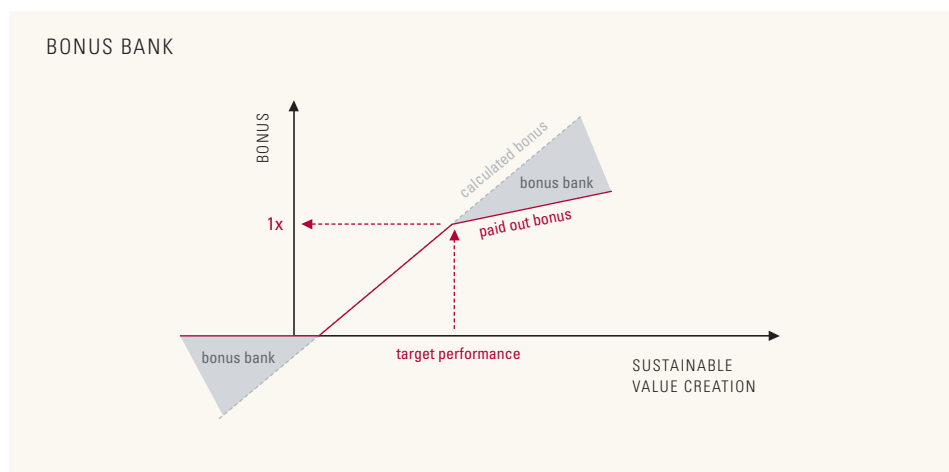 BONUS BANK
BONUS
calculated bonus
bonus bank
1x
paid out bonus
bonus bank
target performance
SUSTAINABLE
VALUE CREATION